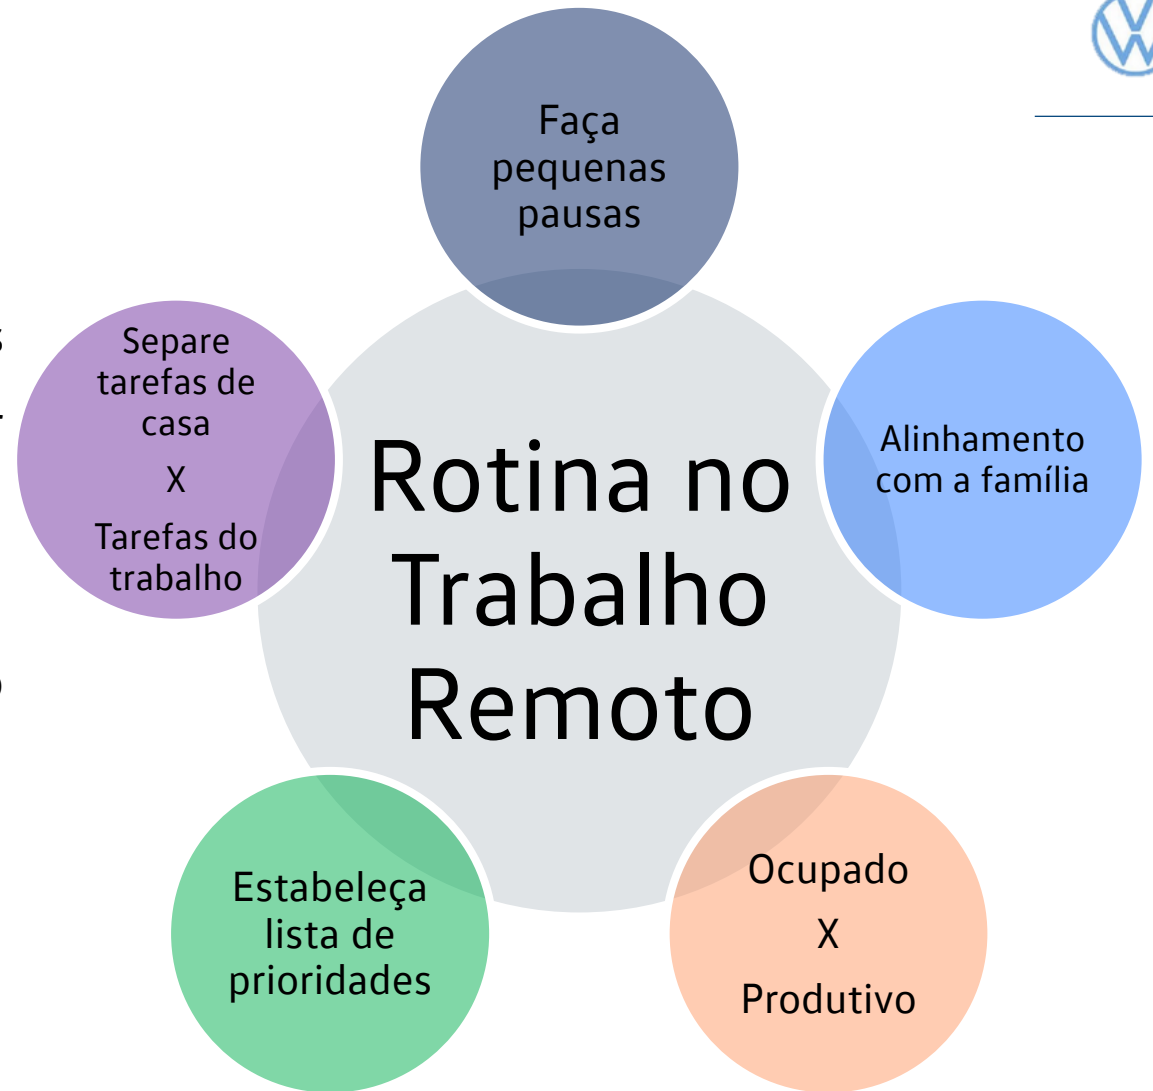 Faça
pequenas
pausas
Separe
tarefas de
casa
X
Tarefas do
trabalho
Rotina no
Trabalho
Remoto
Alinhamento
com a família
Estabeleça
lista de
prioridades
Ocupado
X
Produtivo